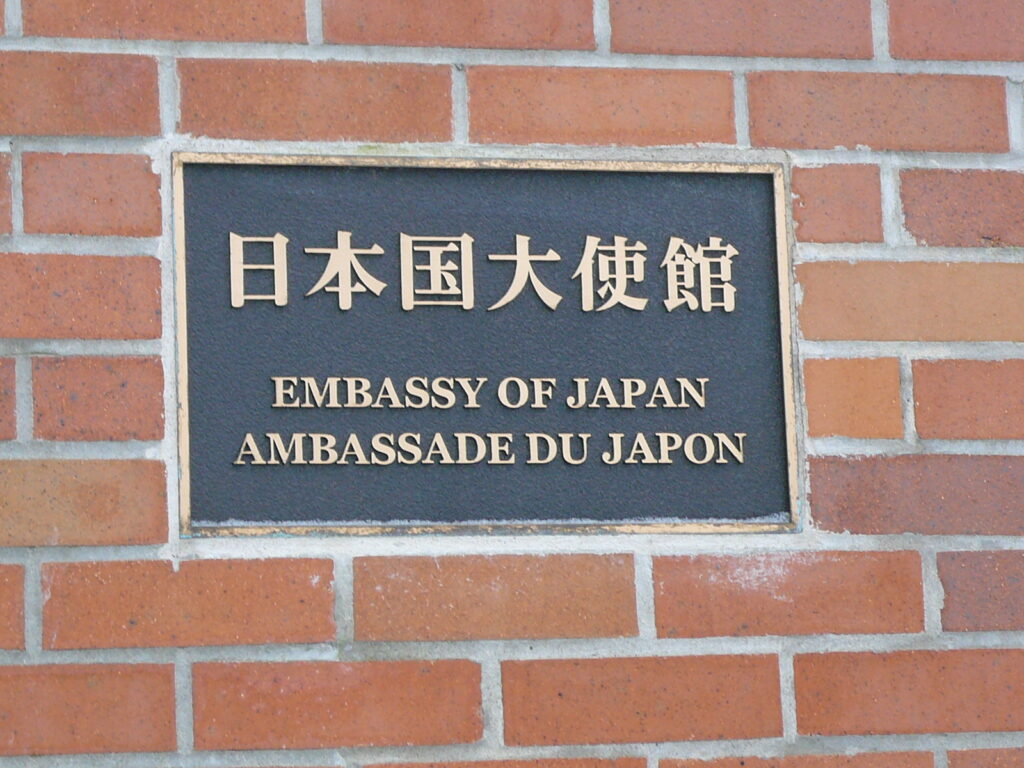 日本国大使館
EMBASSY OF JAPAN
AMBASSADE DU JAPON